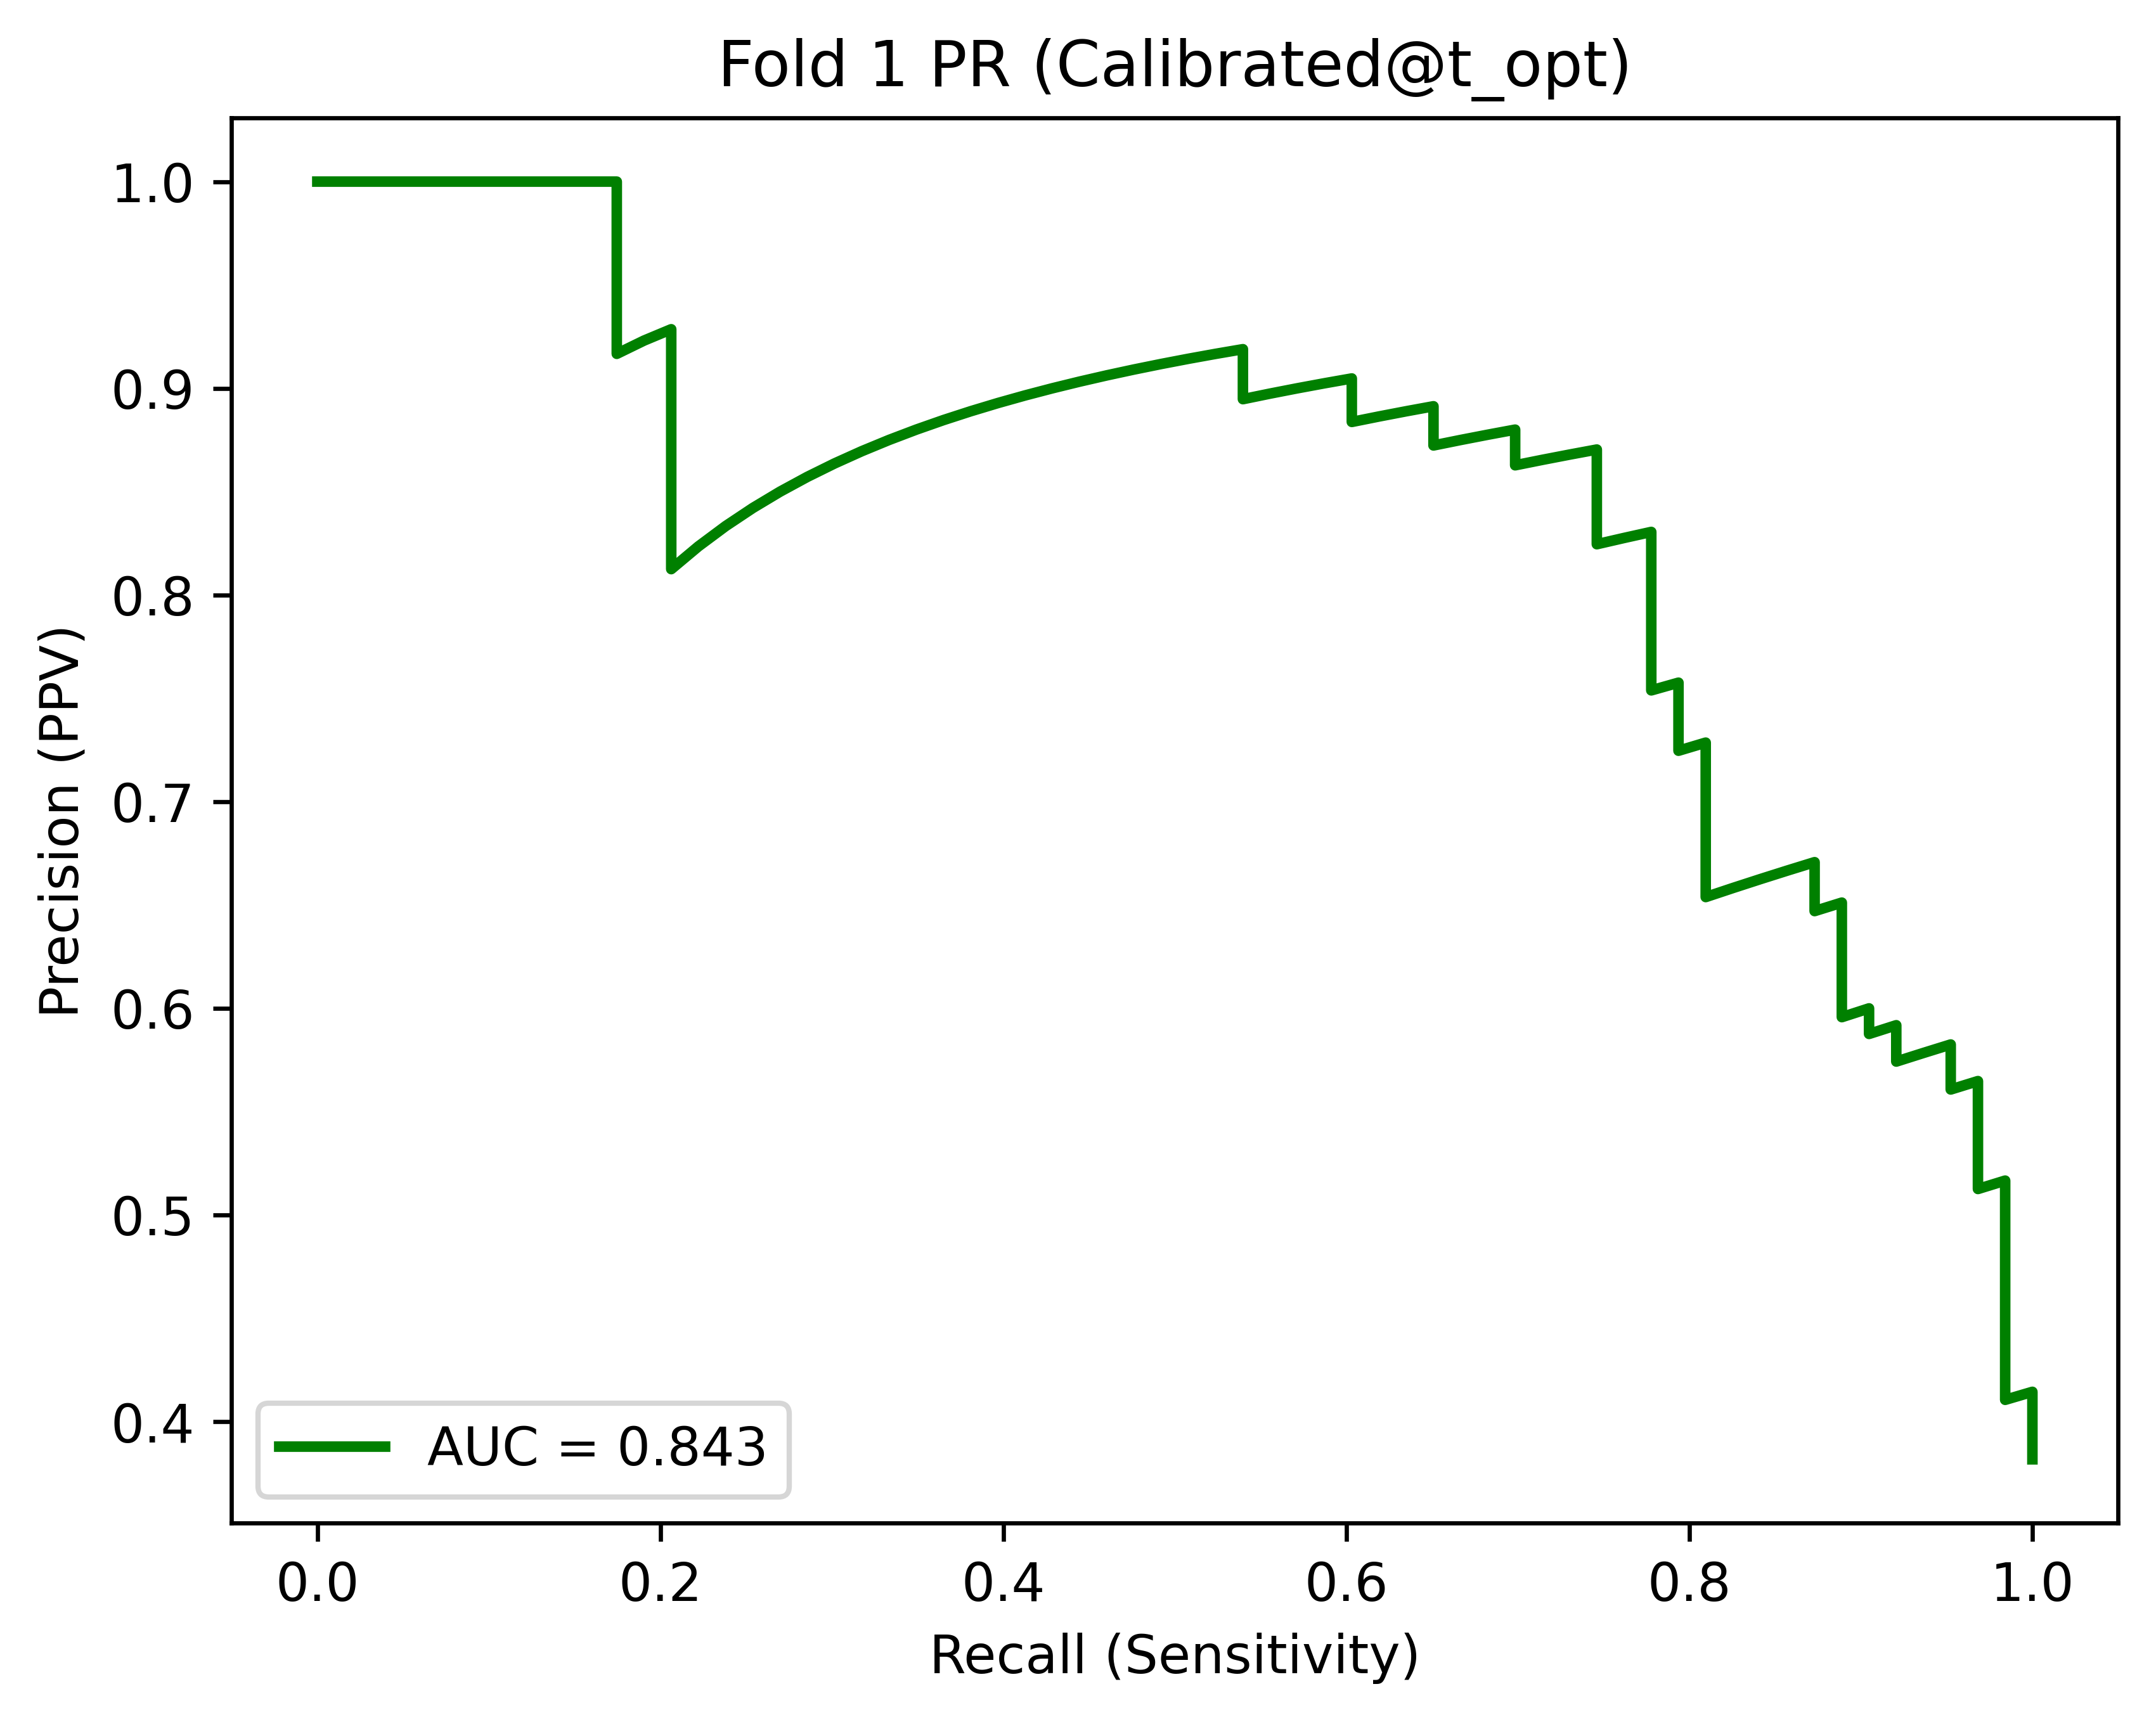 Fold 1 PR (Calibrated@t_opt)
1.0
0.9
0.8
0.7
0.6
0.5
0.4
Precision (PPV)
AUC = 0.843
0.0 0.2 0.4 0.6 0.8 1.0
Recall (Sensitivity)